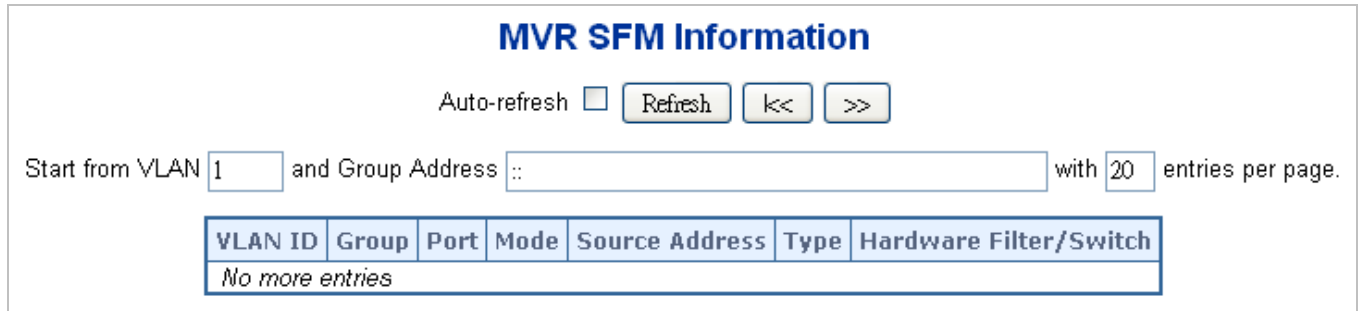 MVR SFM Information
Auto-refresh Refresh |<< >>
Start from VLAN 1 and Group Address :: with 20 entries per page.
VLAN ID Group Port Mode Source Address Type Hardware Filter/Switch
No more entries